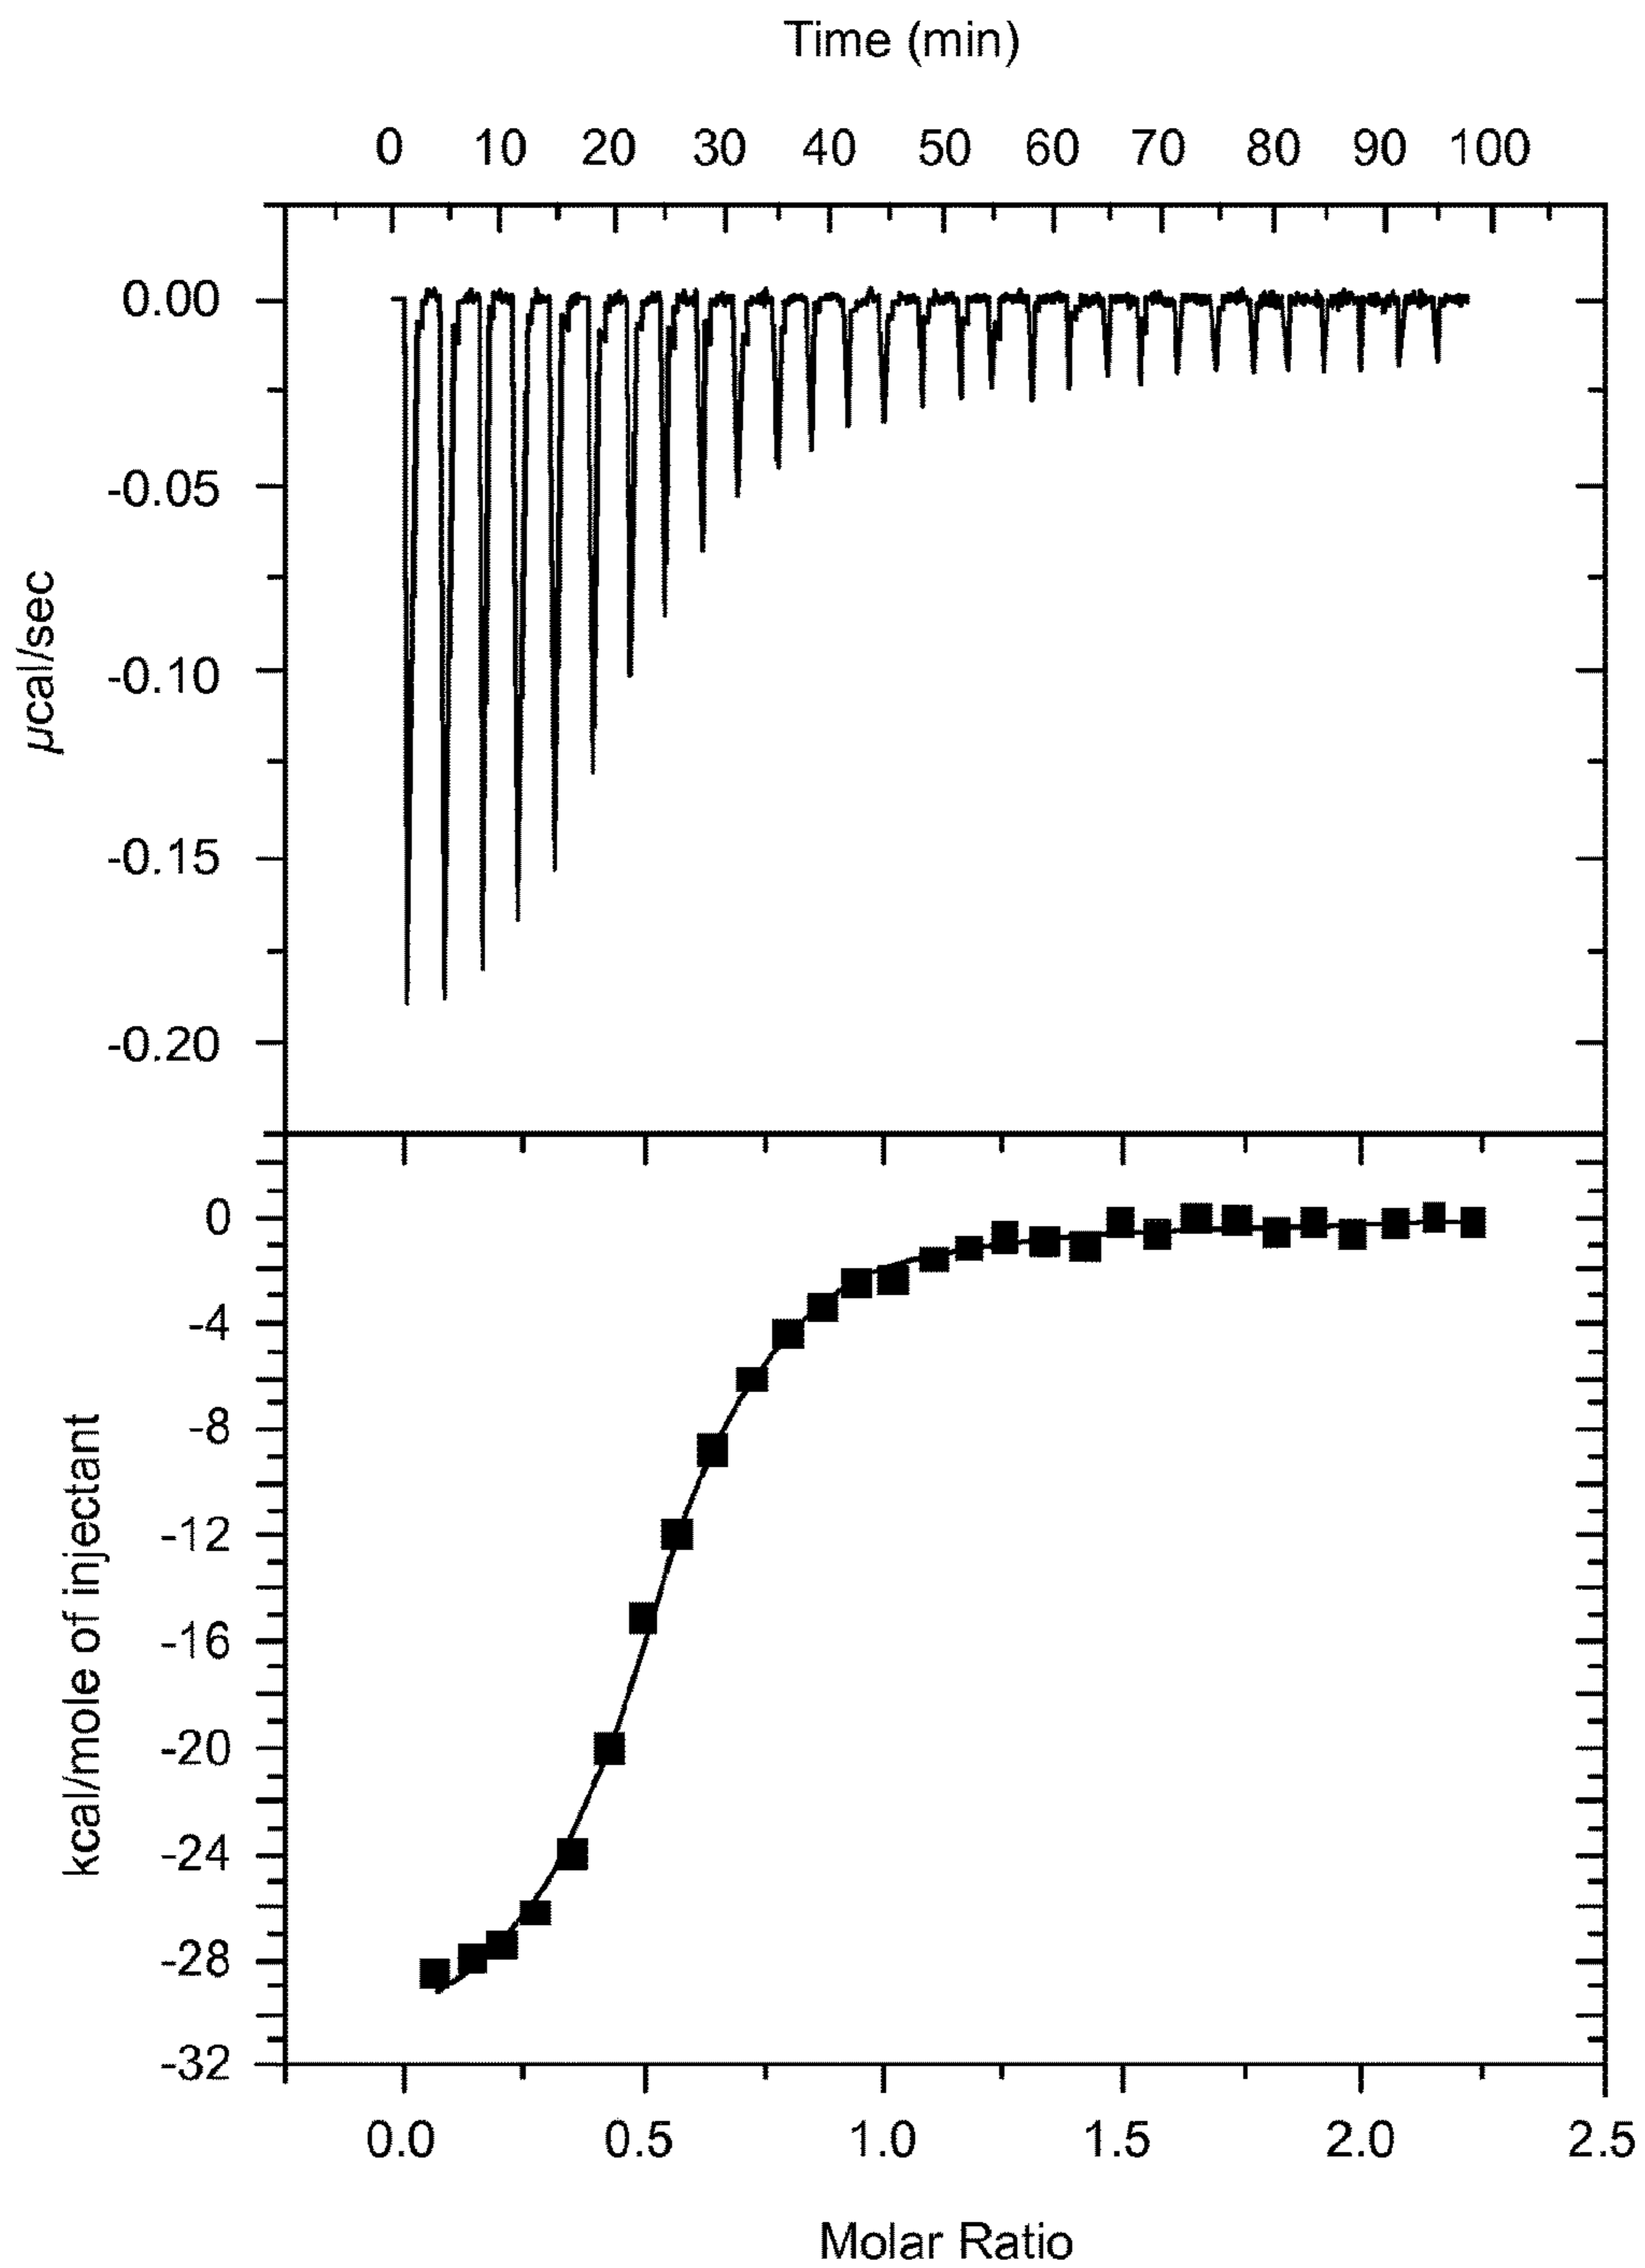 Time (min)
0 10 20 30 40 50 60 70 80 90 100
0.00
-0.05
-0.10
-0.15
-0.20
µcal/sec
0
-4
-8
-12
-16
-20
-24
-28
-32
kcal/mole of injectant
0.0 0.5 1.0 1.5 2.0 2.5
Molar Ratio